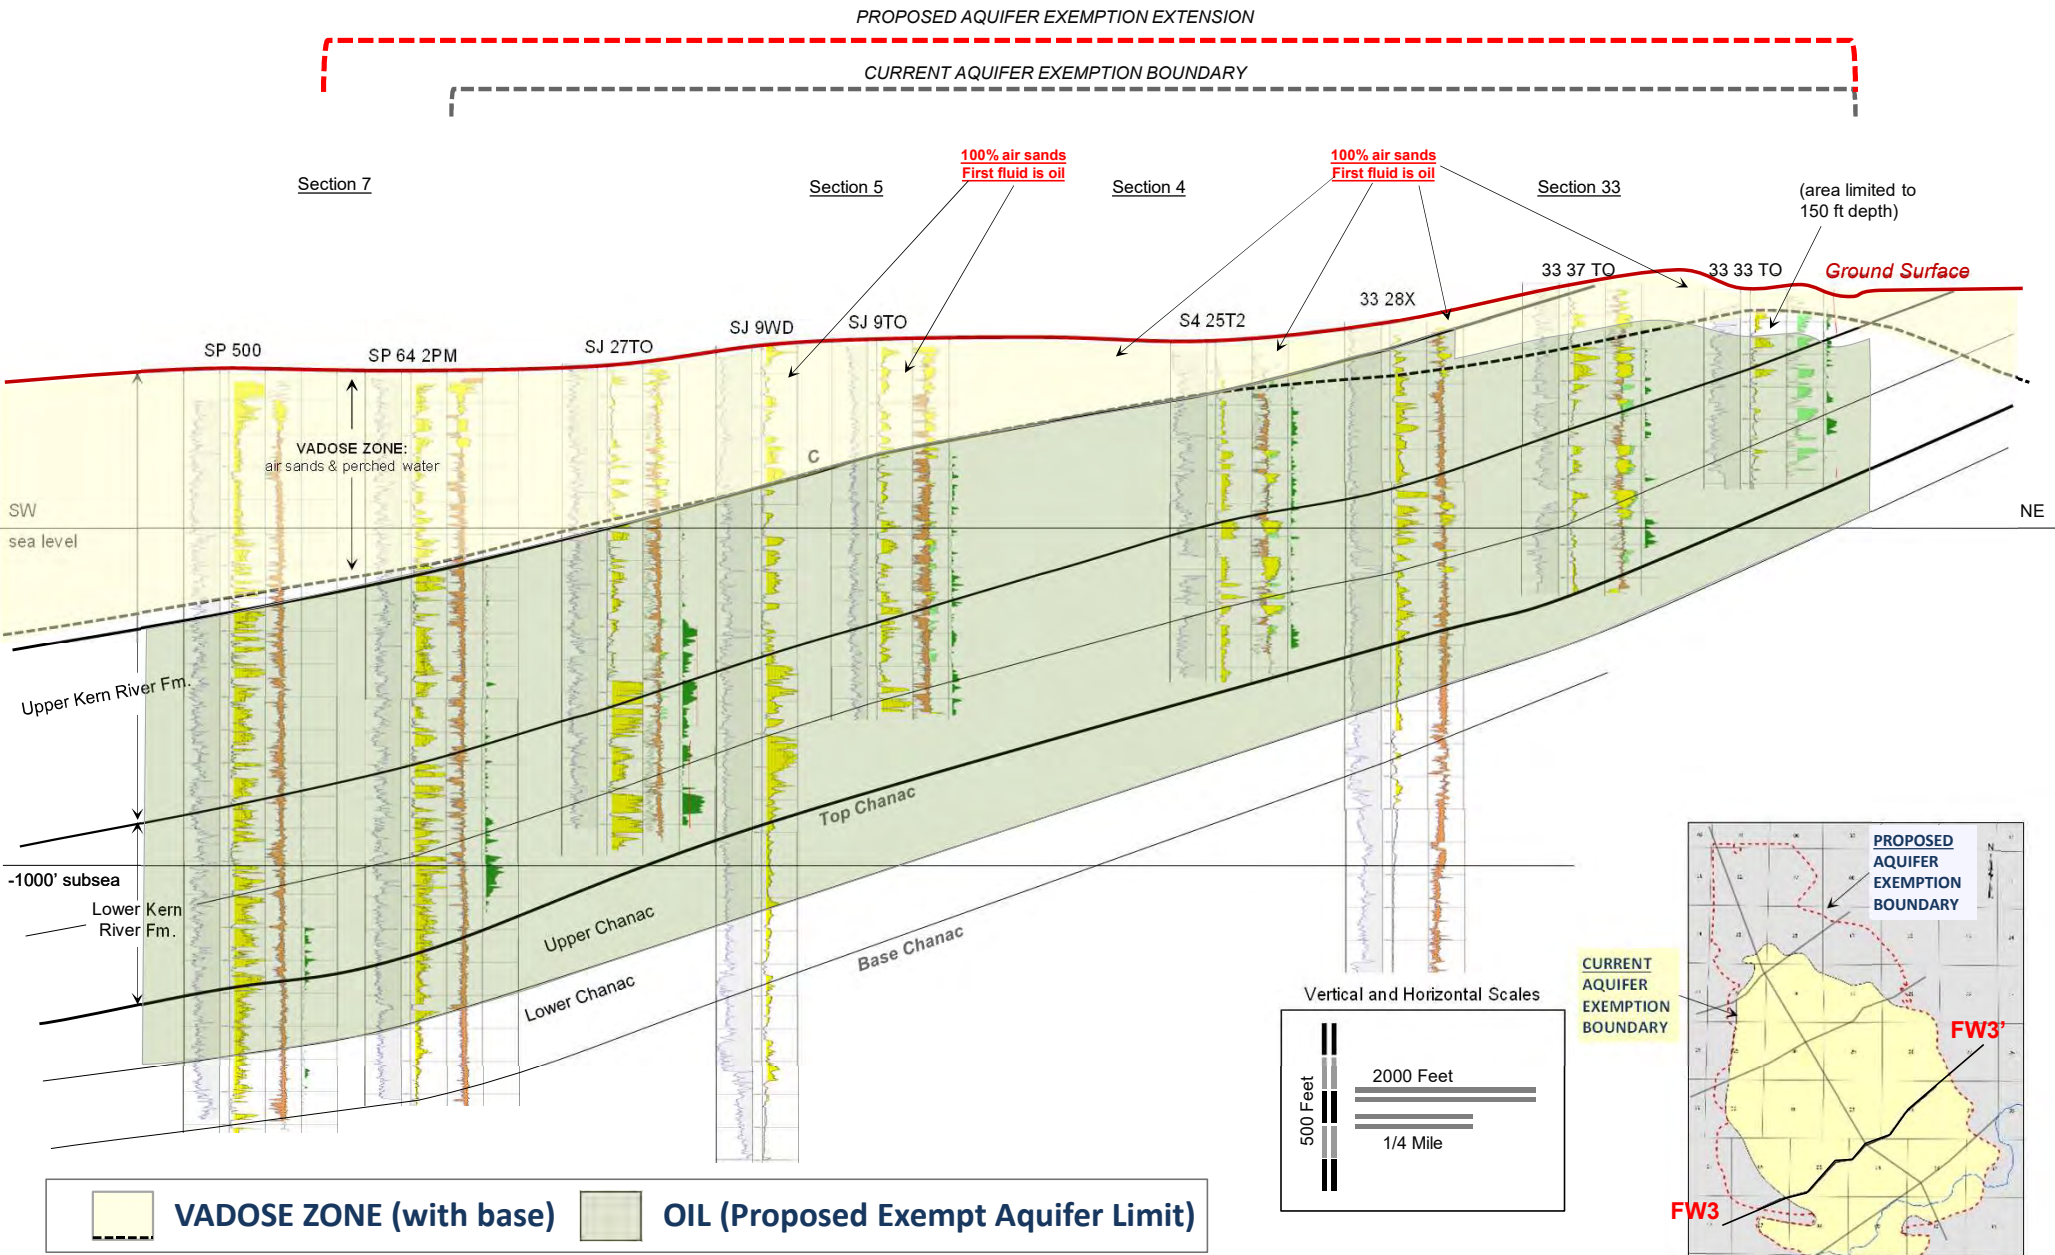 PROPOSED AQUIFER EXEMPTION EXTENSION
CURRENT AQUIFER EXEMPTION BOUNDARY
100% air sands
First fluid is oil
100% air sands
First fluid is oil
Section 7
Section 5
Section 4
Section 33
(area limited to
150 ft depth)
33 37 TO
33 33 TO
Ground Surface
33 28X
S4 25T2
SJ 9WD
SJ 9TO
SJ 27TO
SP 500
SP 64 2PM
VADOSE ZONE:
air sands & perched water
C
SW
sea level
NE
Upper Kern River Fm.
-1000' subsea
Lower Kern
River Fm.
Top Chanac
Upper Chanac
Base Chanac
Lower Chanac
Vertical and Horizontal Scales
500 Feet
2000 Feet
1/4 Mile
PROPOSED
AQUIFER
EXEMPTION
BOUNDARY
N
CURRENT
AQUIFER
EXEMPTION
BOUNDARY
FW3'
FW3
VADOSE ZONE (with base)
OIL (Proposed Exempt Aquifer Limit)